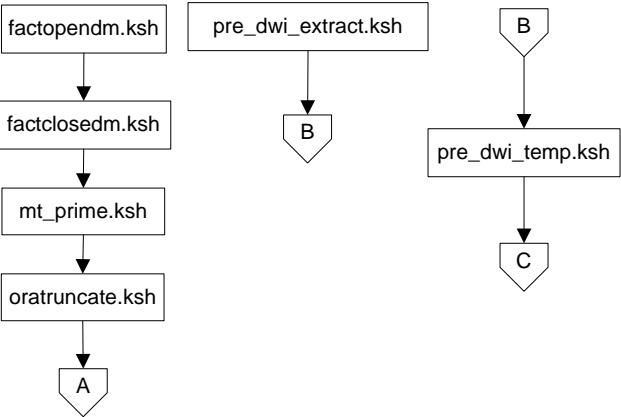 factopendm.ksh
factclosedm.ksh
mt_prime.ksh
oratruncate.ksh
A
pre_dwi_extract.ksh
B
B
pre_dwi_temp.ksh
C